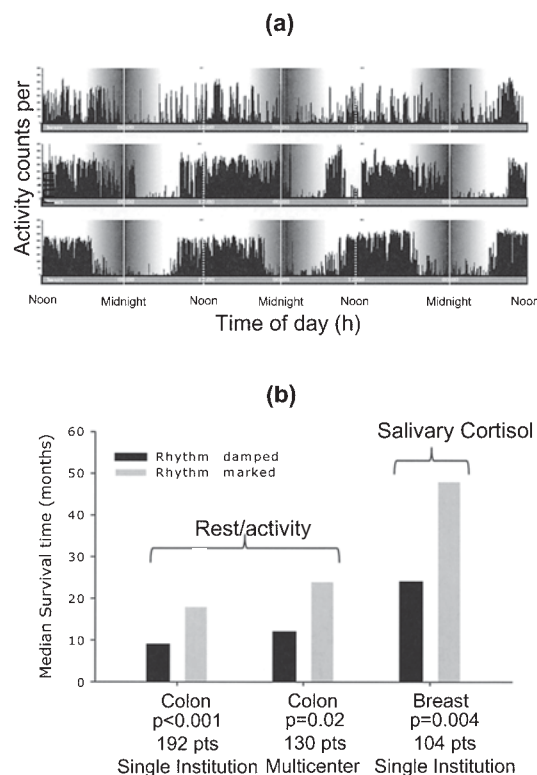 (a)
Activity counts per
Noon Midnight Noon Midnight Noon Midnight Noon
Time of day (h)
(b)
Median Survival time (months)
60
50
40
30
20
10
0
Rhythm damped
Rhythm marked
Rest/activity
Salivary Cortisol
Colon
p<0.001
192 pts
Single Institution
Colon
p=0.02
130 pts
Multicenter
Breast
p=0.004
104 pts
Single Institution